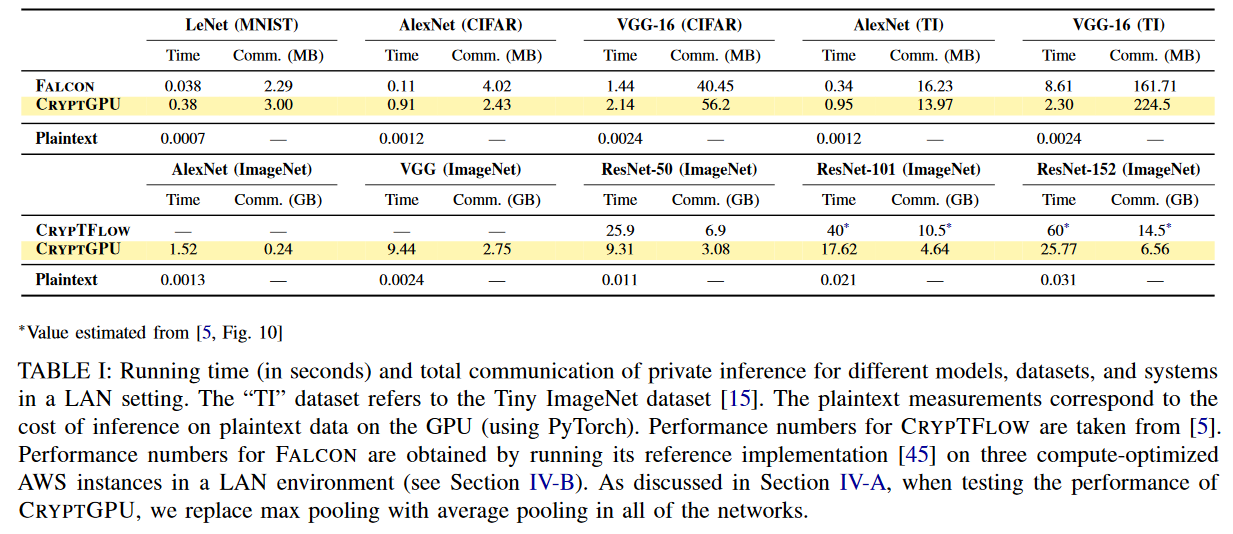 LeNet (MNIST) AlexNet (CIFAR) VGG-16 (CIFAR) AlexNet (TI) VGG-16 (TI)
Time Comm. (MB) Time Comm. (MB) Time Comm. (MB) Time Comm. (MB) Time Comm. (MB)
FALCON 0.038 2.29 0.11 4.02 1.44 40.45 0.34 16.23 8.61 161.71
CRYPTGPU 0.38 3.00 0.91 2.43 2.14 56.2 0.95 13.97 2.30 224.5
Plaintext 0.0007 — 0.0012 — 0.0024 — 0.0012 — 0.0024 —
AlexNet (ImageNet) VGG (ImageNet) ResNet-50 (ImageNet) ResNet-101 (ImageNet) ResNet-152 (ImageNet)
Time Comm. (GB) Time Comm. (GB) Time Comm. (GB) Time Comm. (GB) Time Comm. (GB)
CRYPTFLOW — — — — 25.9 6.9 40* 10.5* 60* 14.5*
CRYPTGPU 1.52 0.24 9.44 2.75 9.31 3.08 17.62 4.64 25.77 6.56
Plaintext 0.0013 — 0.0024 — 0.011 — 0.021 — 0.031 —
*Value estimated from [5, Fig. 10]
TABLE I: Running time (in seconds) and total communication of private inference for different models, datasets, and systems
in a LAN setting. The “TI” dataset refers to the Tiny ImageNet dataset [15]. The plaintext measurements correspond to the
cost of inference on plaintext data on the GPU (using PyTorch). Performance numbers for CRYPTFLOW are taken from [5].
Performance numbers for FALCON are obtained by running its reference implementation [45] on three compute-optimized
AWS instances in a LAN environment (see Section IV-B). As discussed in Section IV-A, when testing the performance of
CRYPTGPU, we replace max pooling with average pooling in all of the networks.